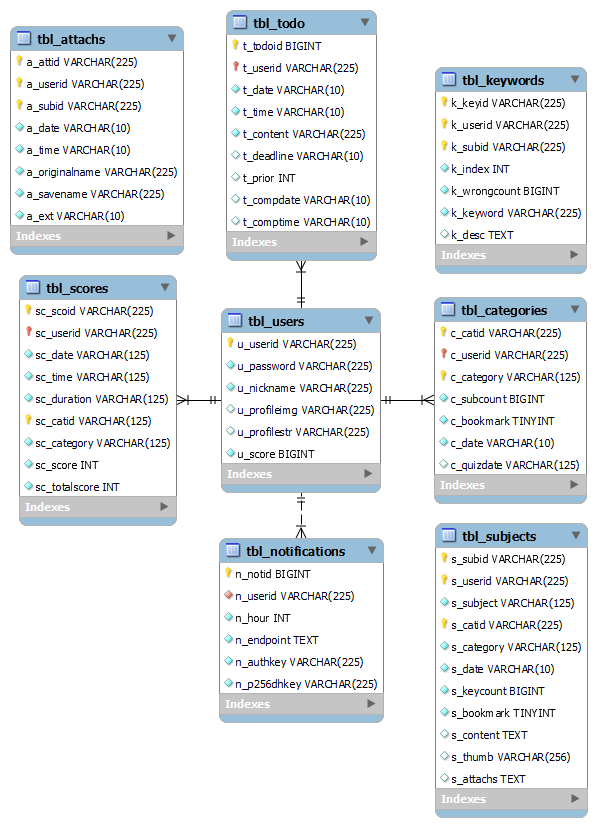 tbl_attachs
a_attid VARCHAR(225)
a_userid VARCHAR(225)
a_subid VARCHAR(225)
a_date VARCHAR(10)
a_time VARCHAR(10)
a_originalname VARCHAR(225)
a_savename VARCHAR(225)
a_ext VARCHAR(10)
Indexes
tbl_todo
t_todoid BIGINT
t_userid VARCHAR(225)
t_date VARCHAR(10)
t_time VARCHAR(10)
t_content VARCHAR(225)
t_deadline VARCHAR(10)
t_prior INT
t_compdate VARCHAR(10)
t_comptime VARCHAR(10)
Indexes
tbl_keywords
k_keyid VARCHAR(225)
k_userid VARCHAR(225)
k_subid VARCHAR(225)
k_index INT
k_wrongcount BIGINT
k_keyword VARCHAR(225)
k_desc TEXT
Indexes
tbl_scores
sc_scoid VARCHAR(225)
sc_userid VARCHAR(225)
sc_date VARCHAR(125)
sc_time VARCHAR(125)
sc_duration VARCHAR(125)
sc_catid VARCHAR(125)
sc_category VARCHAR(125)
sc_score INT
sc_totalscore INT
Indexes
tbl_users
u_userid VARCHAR(225)
u_password VARCHAR(225)
u_nickname VARCHAR(225)
u_profileimg VARCHAR(225)
u_profilestr VARCHAR(225)
u_score BIGINT
Indexes
tbl_categories
c_catid VARCHAR(225)
c_userid VARCHAR(225)
c_category VARCHAR(125)
c_subcount BIGINT
c_bookmark TINYINT
c_date VARCHAR(10)
c_quizdate VARCHAR(125)
Indexes
tbl_notifications
n_notid BIGINT
n_userid VARCHAR(225)
n_hour INT
n_endpoint TEXT
n_authkey VARCHAR(225)
n_p256dhkey VARCHAR(225)
Indexes
tbl_subjects
s_subid VARCHAR(225)
s_userid VARCHAR(225)
s_subject VARCHAR(125)
s_catid VARCHAR(225)
s_category VARCHAR(125)
s_date VARCHAR(10)
s_keycount BIGINT
s_bookmark TINYINT
s_content TEXT
s_thumb VARCHAR(256)
s_attachs TEXT
Indexes